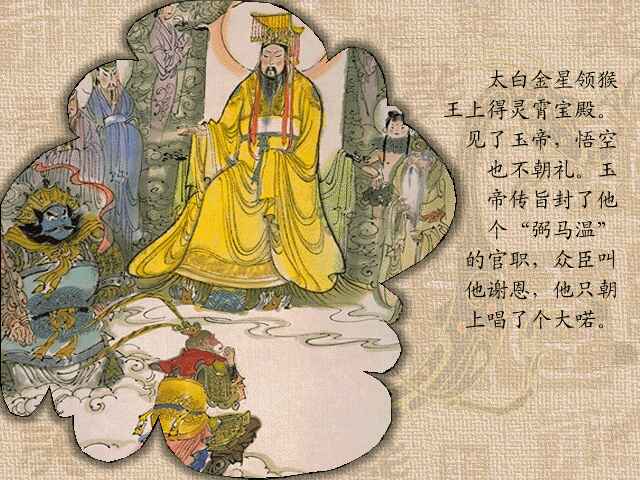 太白金星领猴
王上得灵霄宝殿。
见了玉帝，悟空
也不朝礼。玉
帝传旨封了他
个“弼马温”
的官职，众臣叫
他谢恩，他只朝
上唱了个大喏。